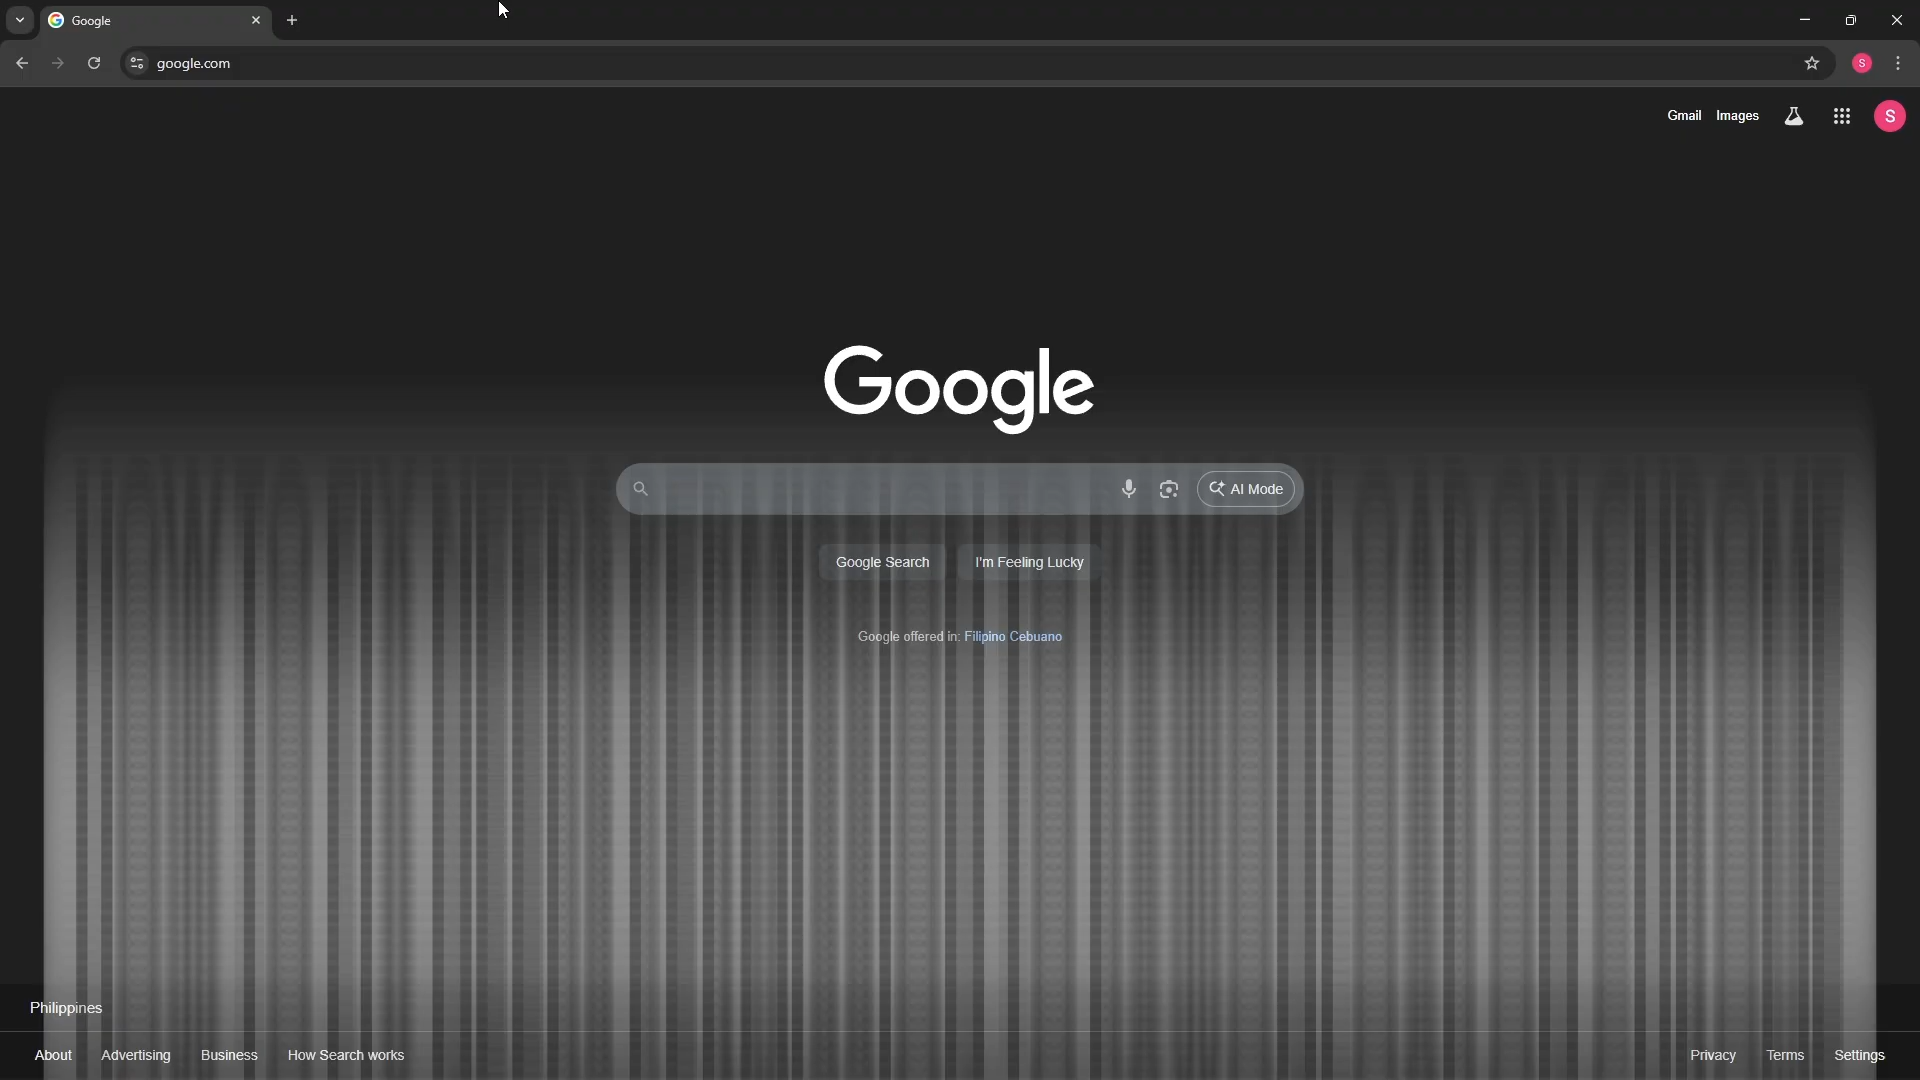 Google
google.com
S
Gmail Images
S
Google
AI Mode
Google Search I'm Feeling Lucky
Google offered in: Filipino Cebuano
Philippines
About Advertising Business How Search works
Privacy Terms Settings